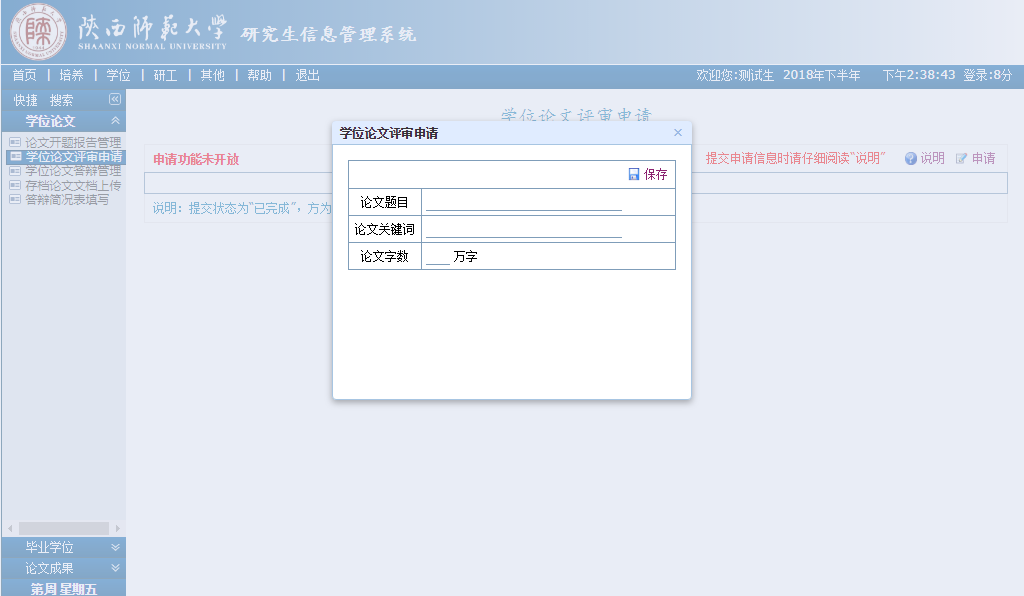 陕西师范大学
SHAANXI NORMAL UNIVERSITY
研究生信息管理系统
首页 | 培养 | 学位 | 研工 | 其他 | 帮助 | 退出
欢迎您:测试生 2018年下半年 下午2:38:43 登录:8分
快捷 搜索
学位论文
论文开题报告管理
学位论文评审申请
学位论文答辩管理
存档论文文档上传
答辩简况表填写
毕业学位
论文成果
第周 星期五
学位论文评审申请
申请功能未开放
提交申请信息时请仔细阅读“说明” 说明 申请
说明：提交状态为“已完成”，方为
学位论文评审申请
保存
论文题目
论文关键词
论文字数 万字